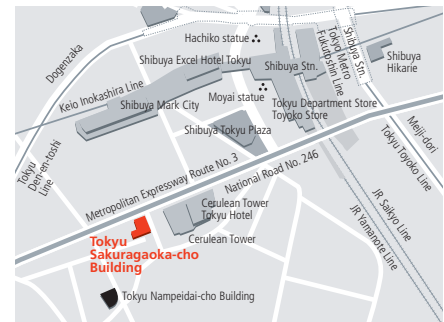 Hachiko statue
Dogenzaka
Shibuya Excel Hotel Tokyu
Shibuya Stn.
Tokyo Metro
Fukutoshin Line
Shibuya Stn.
Shibuya
Hikarie
Keio Inokashira Line
Shibuya Mark City
Moyai statue
Tokyu Department Store
Toyoko Store
Meiji-dori
Tokyu Toyoko Line
Shibuya Tokyu Plaza
Tokyu
Den-en-toshi
Line
Metropolitan Expressway Route No. 3
National Road No. 246
JR Saikyo Line
JR Yamanote Line
Cerulean Tower
Tokyu Hotel
Cerulean Tower
Tokyu
Sakuragaoka-cho
Building
Tokyu Nampeidai-cho Building